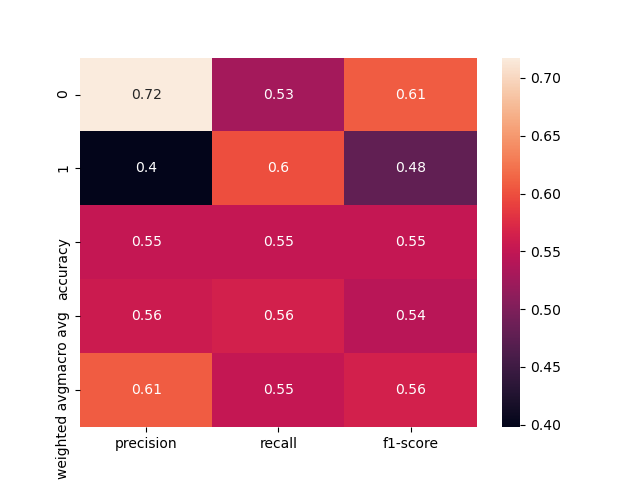 0 0.72 0.53 0.61
1 0.4 0.6 0.48
accuracy 0.55 0.55 0.55
macro avg 0.56 0.56 0.54
weighted avg 0.61 0.55 0.56
precision recall f1-score
0.70
0.65
0.60
0.55
0.50
0.45
0.40